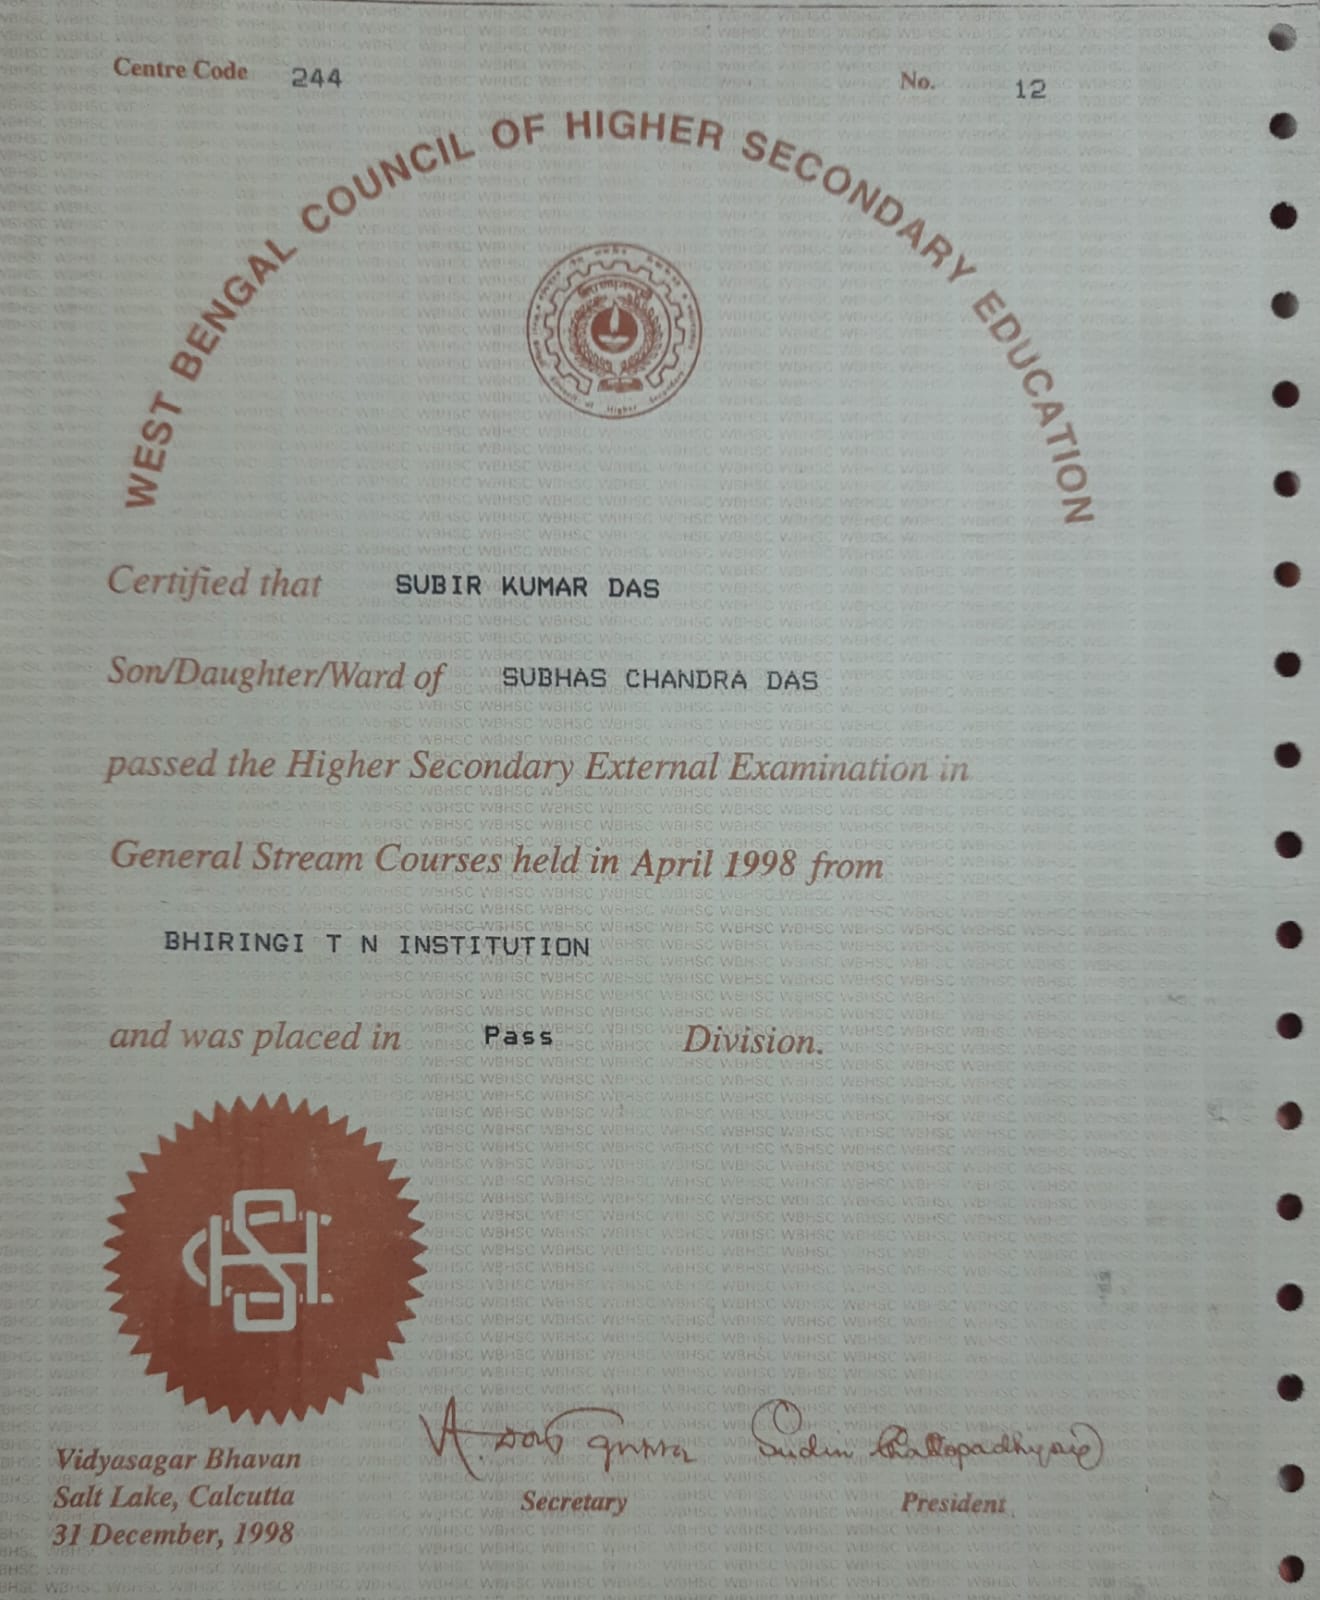 Centre Code 244 No. 12
WEST BENGAL COUNCIL OF HIGHER SECONDARY EDUCATION
Certified that SUBIR KUMAR DAS
Son/Daughter/Ward of SUBHAS CHANDRA DAS
passed the Higher Secondary External Examination in
General Stream Courses held in April 1998 from
BHIRINGI T N INSTITUTION
and was placed in Pass Division.
Sudin Chattopadhyay
Vidyasagar Bhavan
Salt Lake, Calcutta
31 December, 1998
Secretary President